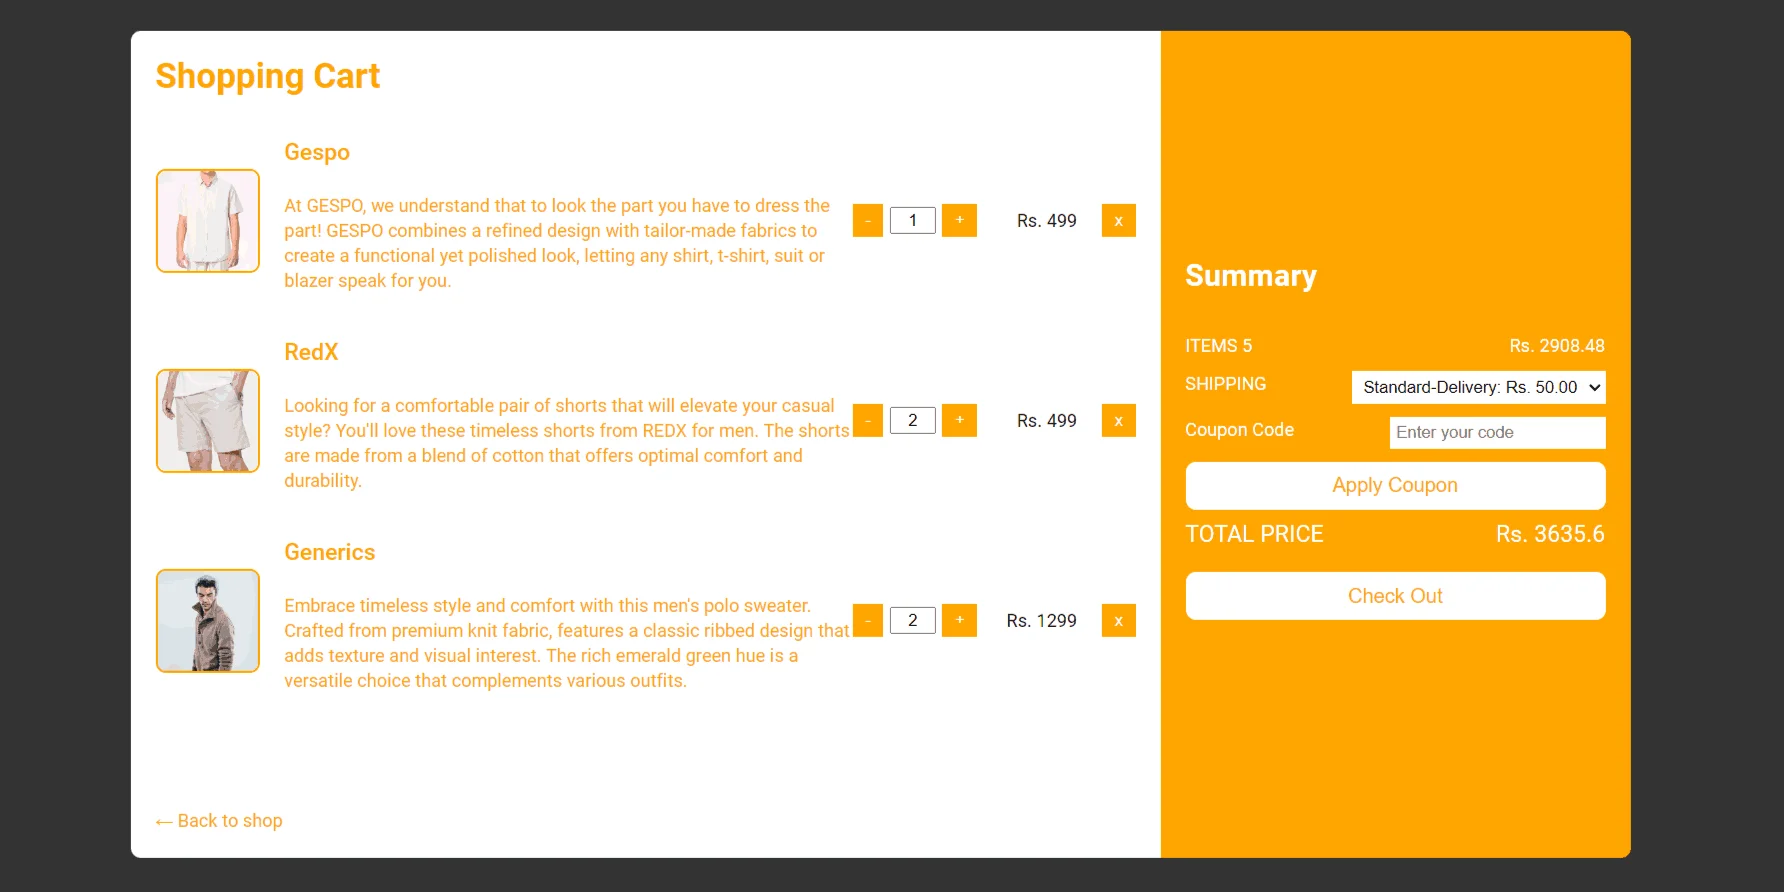 Shopping Cart
Gespo
At GESPO, we understand that to look the part you have to dress the
part! GESPO combines a refined design with tailor-made fabrics to
create a functional yet polished look, letting any shirt, t-shirt, suit or
blazer speak for you.
- 1 + Rs. 499 x
RedX
Looking for a comfortable pair of shorts that will elevate your casual
style? You'll love these timeless shorts from REDX for men. The shorts
are made from a blend of cotton that offers optimal comfort and
durability.
- 2 + Rs. 499 x
Generics
Embrace timeless style and comfort with this men's polo sweater.
Crafted from premium knit fabric, features a classic ribbed design that
adds texture and visual interest. The rich emerald green hue is a
versatile choice that complements various outfits.
- 2 + Rs. 1299 x
← Back to shop
Summary
ITEMS 5 Rs. 2908.48
SHIPPING Standard-Delivery: Rs. 50.00
Coupon Code Enter your code
Apply Coupon
TOTAL PRICE Rs. 3635.6
Check Out